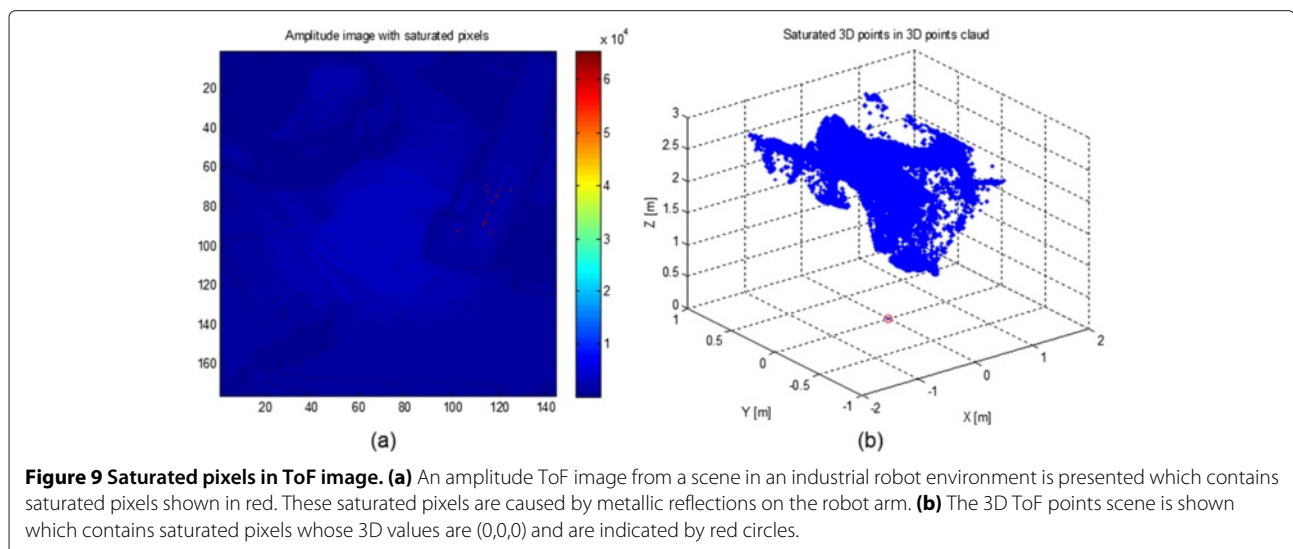 Amplitude image with saturated pixels
x 10⁴
20
40
60
80
100
120
140
160
20 40 60 80 100 120 140
6
5
4
3
2
1
(a)
Saturated 3D points in 3D points claud
3
2.5
2
1.5
1
0.5
0
Z [m]
1
0.5
0
-0.5
-1
Y [m]
-2
-1
0
1
2
X [m]
(b)
Figure 9 Saturated pixels in ToF image. (a) An amplitude ToF image from a scene in an industrial robot environment is presented which contains
saturated pixels shown in red. These saturated pixels are caused by metallic reflections on the robot arm. (b) The 3D ToF points scene is shown
which contains saturated pixels whose 3D values are (0,0,0) and are indicated by red circles.